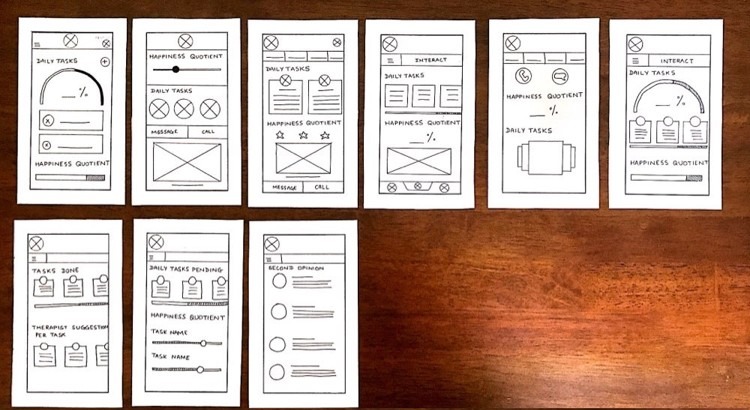 DAILY TASKS
__ %
HAPPINESS QUOTIENT
HAPPINESS QUOTIENT
DAILY TASKS
MESSAGE
CALL
DAILY TASKS
HAPPINESS QUOTIENT
MESSAGE
CALL
INTERACT
DAILY TASKS
HAPPINESS QUOTIENT
__ %
HAPPINESS QUOTIENT
__ %
DAILY TASKS
INTERACT
DAILY TASKS
__ %
HAPPINESS QUOTIENT
TASKS DONE
THERAPIST SUGGESTION
PER TASK
DAILY TASKS PENDING
HAPPINESS QUOTIENT
TASK NAME
TASK NAME
SECOND OPINION